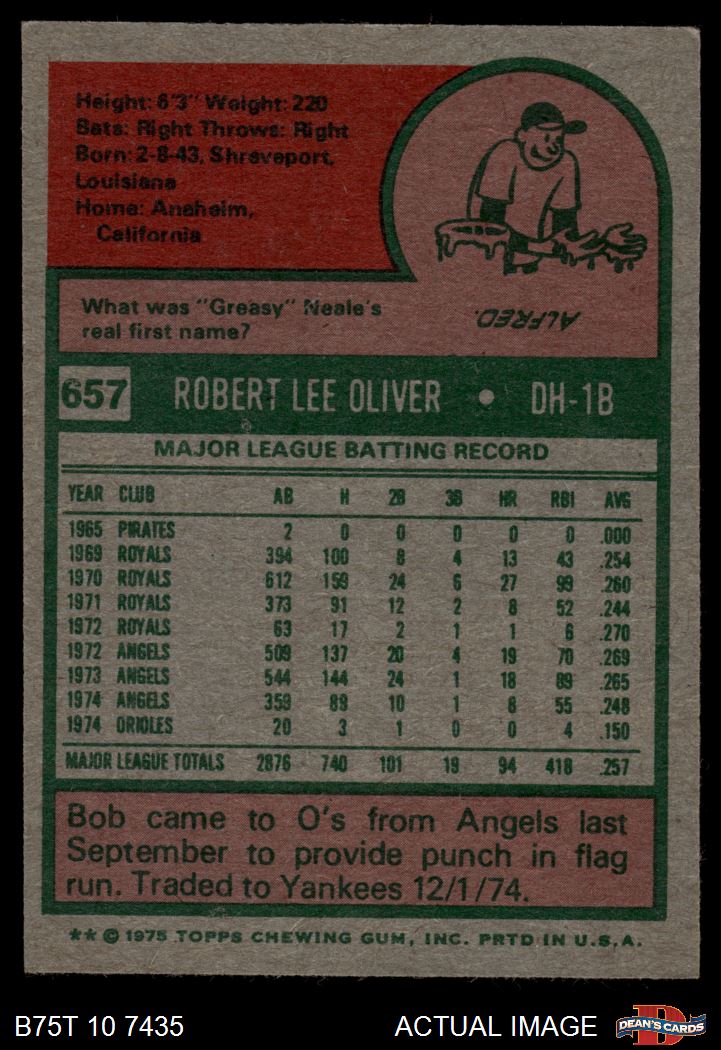 Height: 6'3" Weight: 220
Bats: Right Throws: Right
Born: 2-8-43, Shreveport,
Louisiana
Home: Anaheim,
California
What was "Greasy" Neale's
real first name?
ALFRED.
657 ROBERT LEE OLIVER • DH-1B
MAJOR LEAGUE BATTING RECORD
YEAR CLUB AB H 2B 3B HR RBI AVG
1965 PIRATES 2 0 0 0 0 0 .000
1969 ROYALS 394 100 8 4 13 43 .254
1970 ROYALS 612 159 24 6 27 99 .260
1971 ROYALS 373 91 12 2 8 52 .244
1972 ROYALS 63 17 2 1 1 6 .270
1972 ANGELS 509 137 20 4 19 70 .269
1973 ANGELS 544 144 24 1 18 89 .265
1974 ANGELS 359 89 10 1 8 55 .248
1974 ORIOLES 20 3 1 0 0 4 .150
MAJOR LEAGUE TOTALS 2876 740 101 19 94 418 .257
Bob came to O's from Angels last
September to provide punch in flag
run. Traded to Yankees 12/1/74.
** © 1975 TOPPS CHEWING GUM, INC. PRTD IN U.S.A.
B75T 10 7435 ACTUAL IMAGE D DEAN'S CARDS